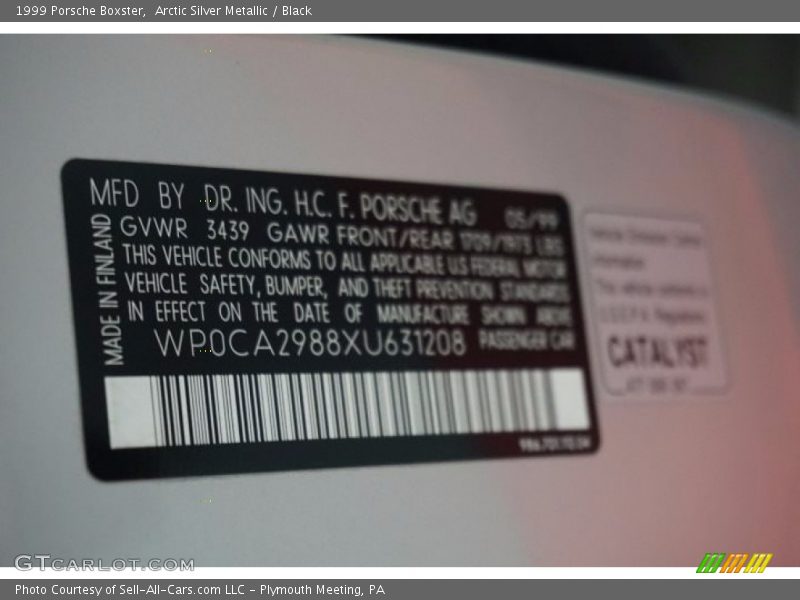 1999 Porsche Boxster, Arctic Silver Metallic / Black
MFD BY DR. ING. H.C. F. PORSCHE AG 05/99
GVWR 3439 GAWR FRONT/REAR 1709/1973 LBS
THIS VEHICLE CONFORMS TO ALL APPLICABLE U.S FEDERAL MOTOR
VEHICLE SAFETY, BUMPER, AND THEFT PREVENTION STANDARDS
IN EFFECT ON THE DATE OF MANUFACTURE SHOWN ABOVE
WP0CA2988XU631208 PASSENGER CAR
MADE IN FINLAND
CATALYST
GTCARLOT.COM
Photo Courtesy of Sell-All-Cars.com LLC - Plymouth Meeting, PA